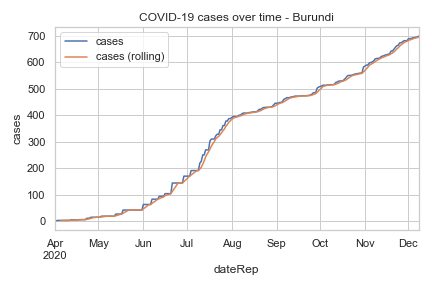 COVID-19 cases over time - Burundi
cases
cases (rolling)
700
600
500
400
300
200
100
0
cases
Apr May Jun Jul Aug Sep Oct Nov Dec
2020
dateRep